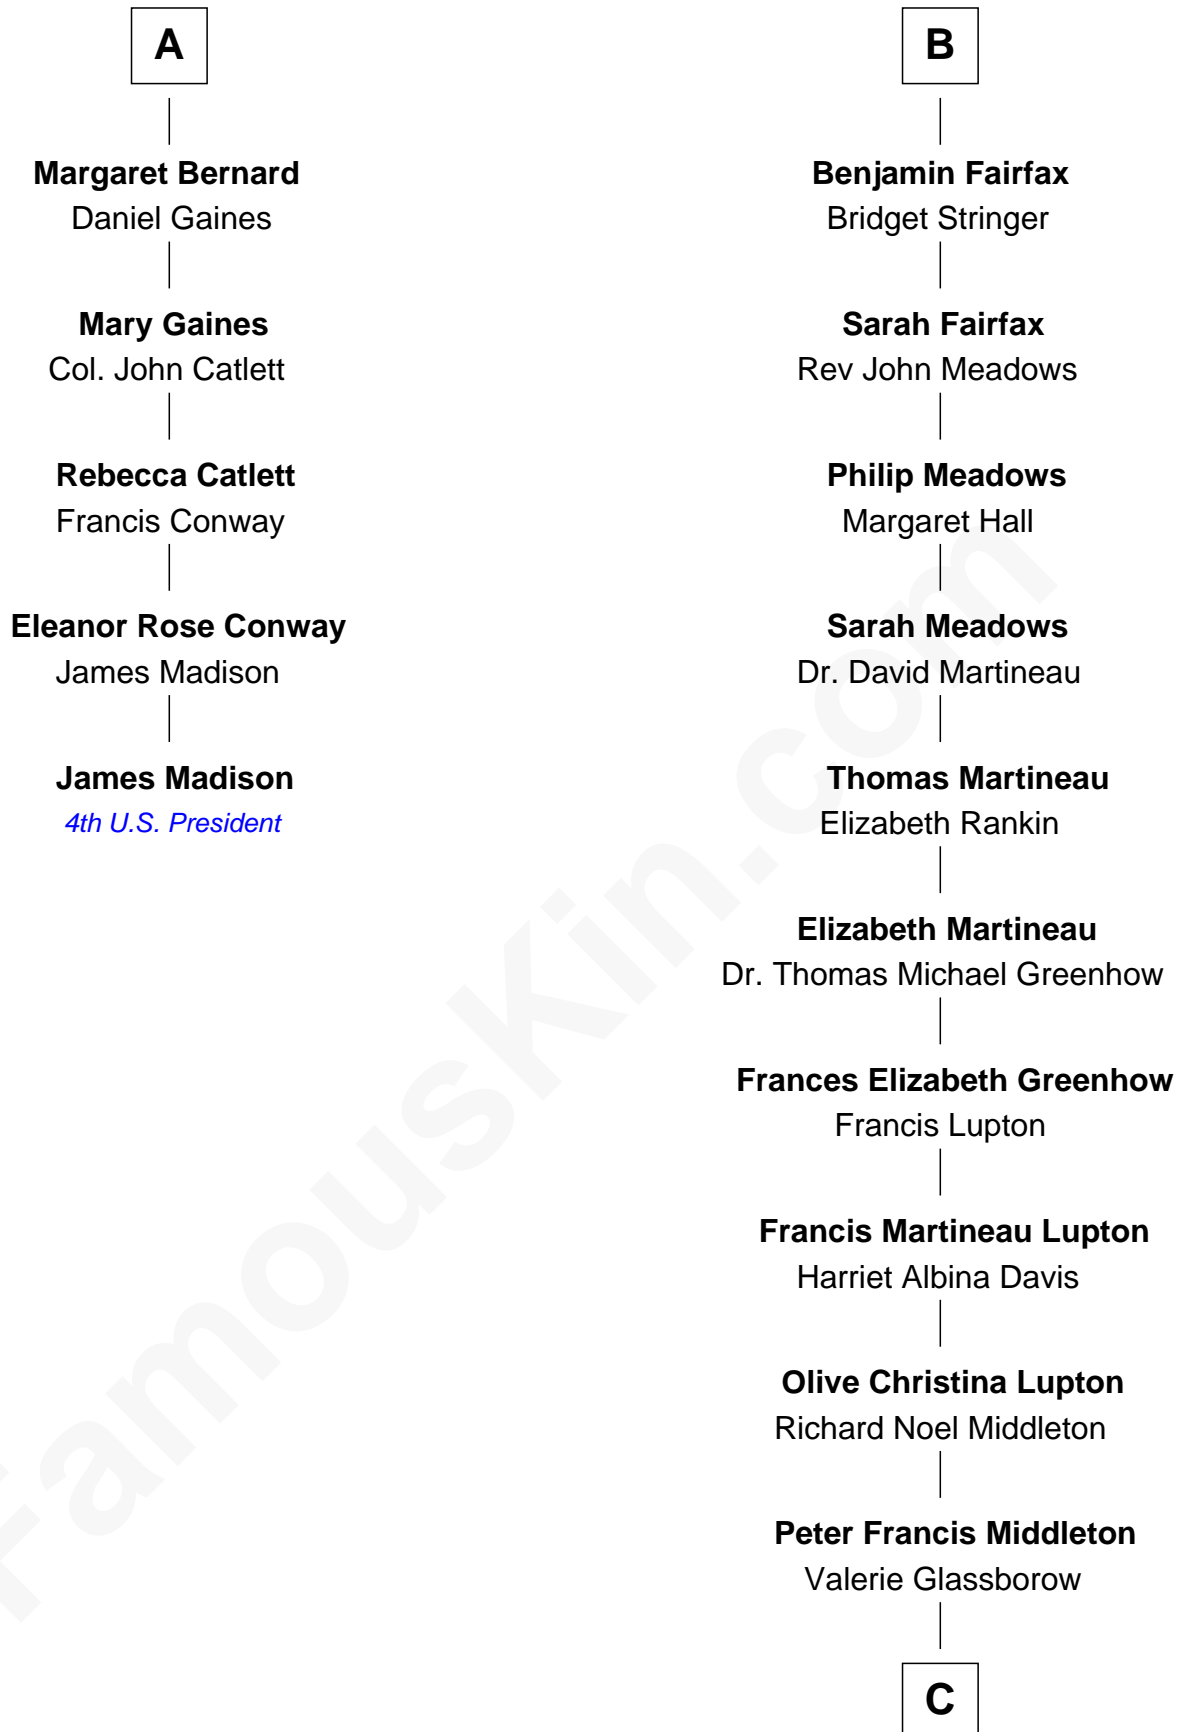 A
Margaret Bernard
Daniel Gaines
Mary Gaines
Col. John Catlett
Rebecca Catlett
Francis Conway
Eleanor Rose Conway
James Madison
James Madison
4th U.S. President
B
Benjamin Fairfax
Bridget Stringer
Sarah Fairfax
Rev John Meadows
Philip Meadows
Margaret Hall
Sarah Meadows
Dr. David Martineau
Thomas Martineau
Elizabeth Rankin
Elizabeth Martineau
Dr. Thomas Michael Greenhow
Frances Elizabeth Greenhow
Francis Lupton
Francis Martineau Lupton
Harriet Albina Davis
Olive Christina Lupton
Richard Noel Middleton
Peter Francis Middleton
Valerie Glassborow
C
FamousKin.com